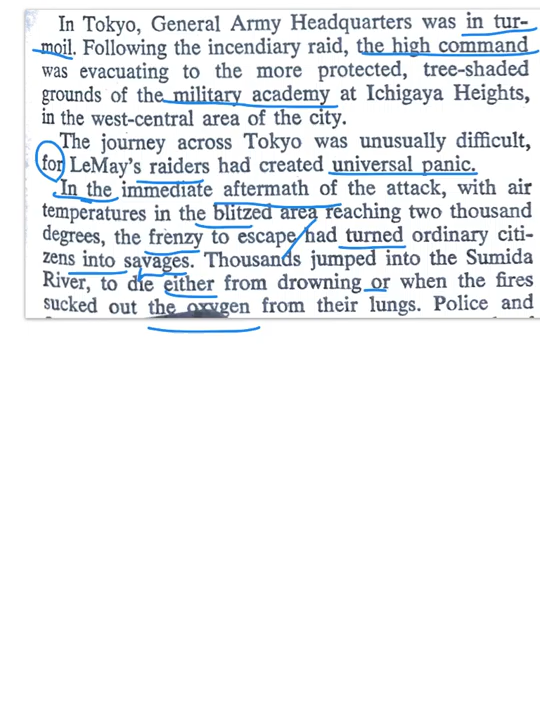 In Tokyo, General Army Headquarters was in tur-
moil. Following the incendiary raid, the high command
was evacuating to the more protected, tree-shaded
grounds of the military academy at Ichigaya Heights,
in the west-central area of the city.
The journey across Tokyo was unusually difficult,
for LeMay's raiders had created universal panic.
In the immediate aftermath of the attack, with air
temperatures in the blitzed area reaching two thousand
degrees, the frenzy to escape had turned ordinary citi-
zens into savages. Thousands jumped into the Sumida
River, to die either from drowning or when the fires
sucked out the oxygen from their lungs. Police and